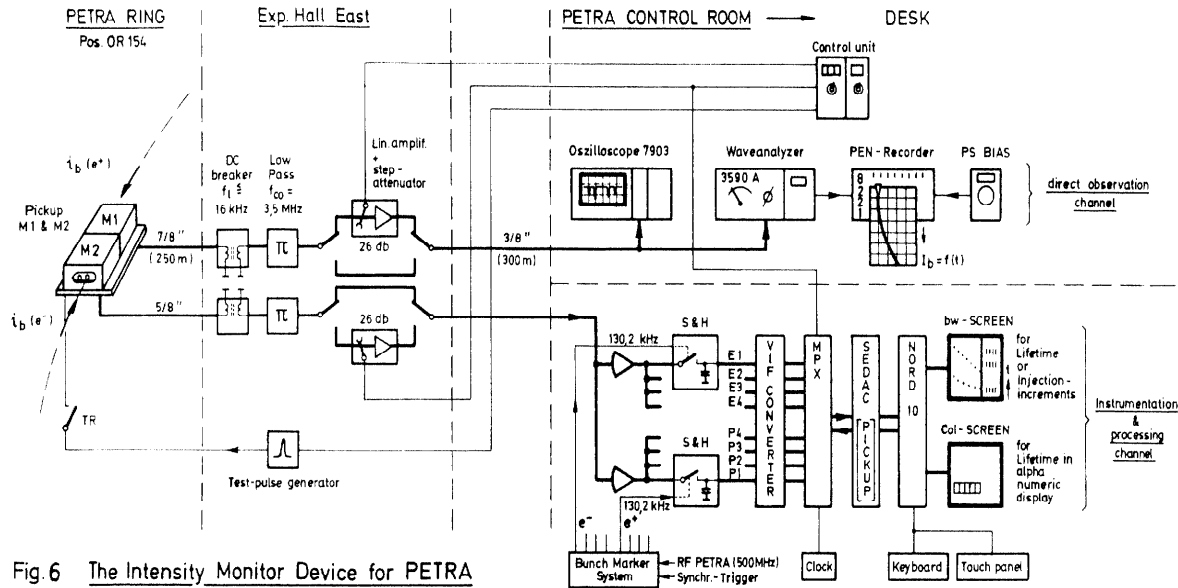 PETRA RING
Pos. OR 154
Exp. Hall East
PETRA CONTROL ROOM
DESK
Control unit
i_b (e⁺)
Pickup
M1 & M2
M1
M2
i_b (e⁻)
DC
breaker
f_l ≦
16 kHz
Low
Pass
f_co =
3,5 MHz
Lin. amplif.
+
step-
attenuator
7/8"
(250m)
π
26 db
3/8"
(300m)
5/8"
π
26 db
Oszilloscope 7903
Waveanalyzer
3590 A
PEN-Recorder
8
2
2
1
PS BIAS
I_b = f(t)
direct observation
channel
TR
Test-pulse generator
130,2 kHz
S & H
E1
E2
E3
E4
S & H
P4
P3
P2
P1
130,2 kHz
e⁻
e⁺
V/F CONVERTER
MPX
SEDAC [PICKUP]
NORD 10
bw-SCREEN
for
Lifetime
or
Injection-
increments
Col-SCREEN
for
Lifetime in
alpha
numeric
display
Instrumentation
&
processing
channel
Bunch Marker
System
RF PETRA (500MHz)
Synchr.-Trigger
Clock
Keyboard
Touch panel
Fig. 6 The Intensity Monitor Device for PETRA